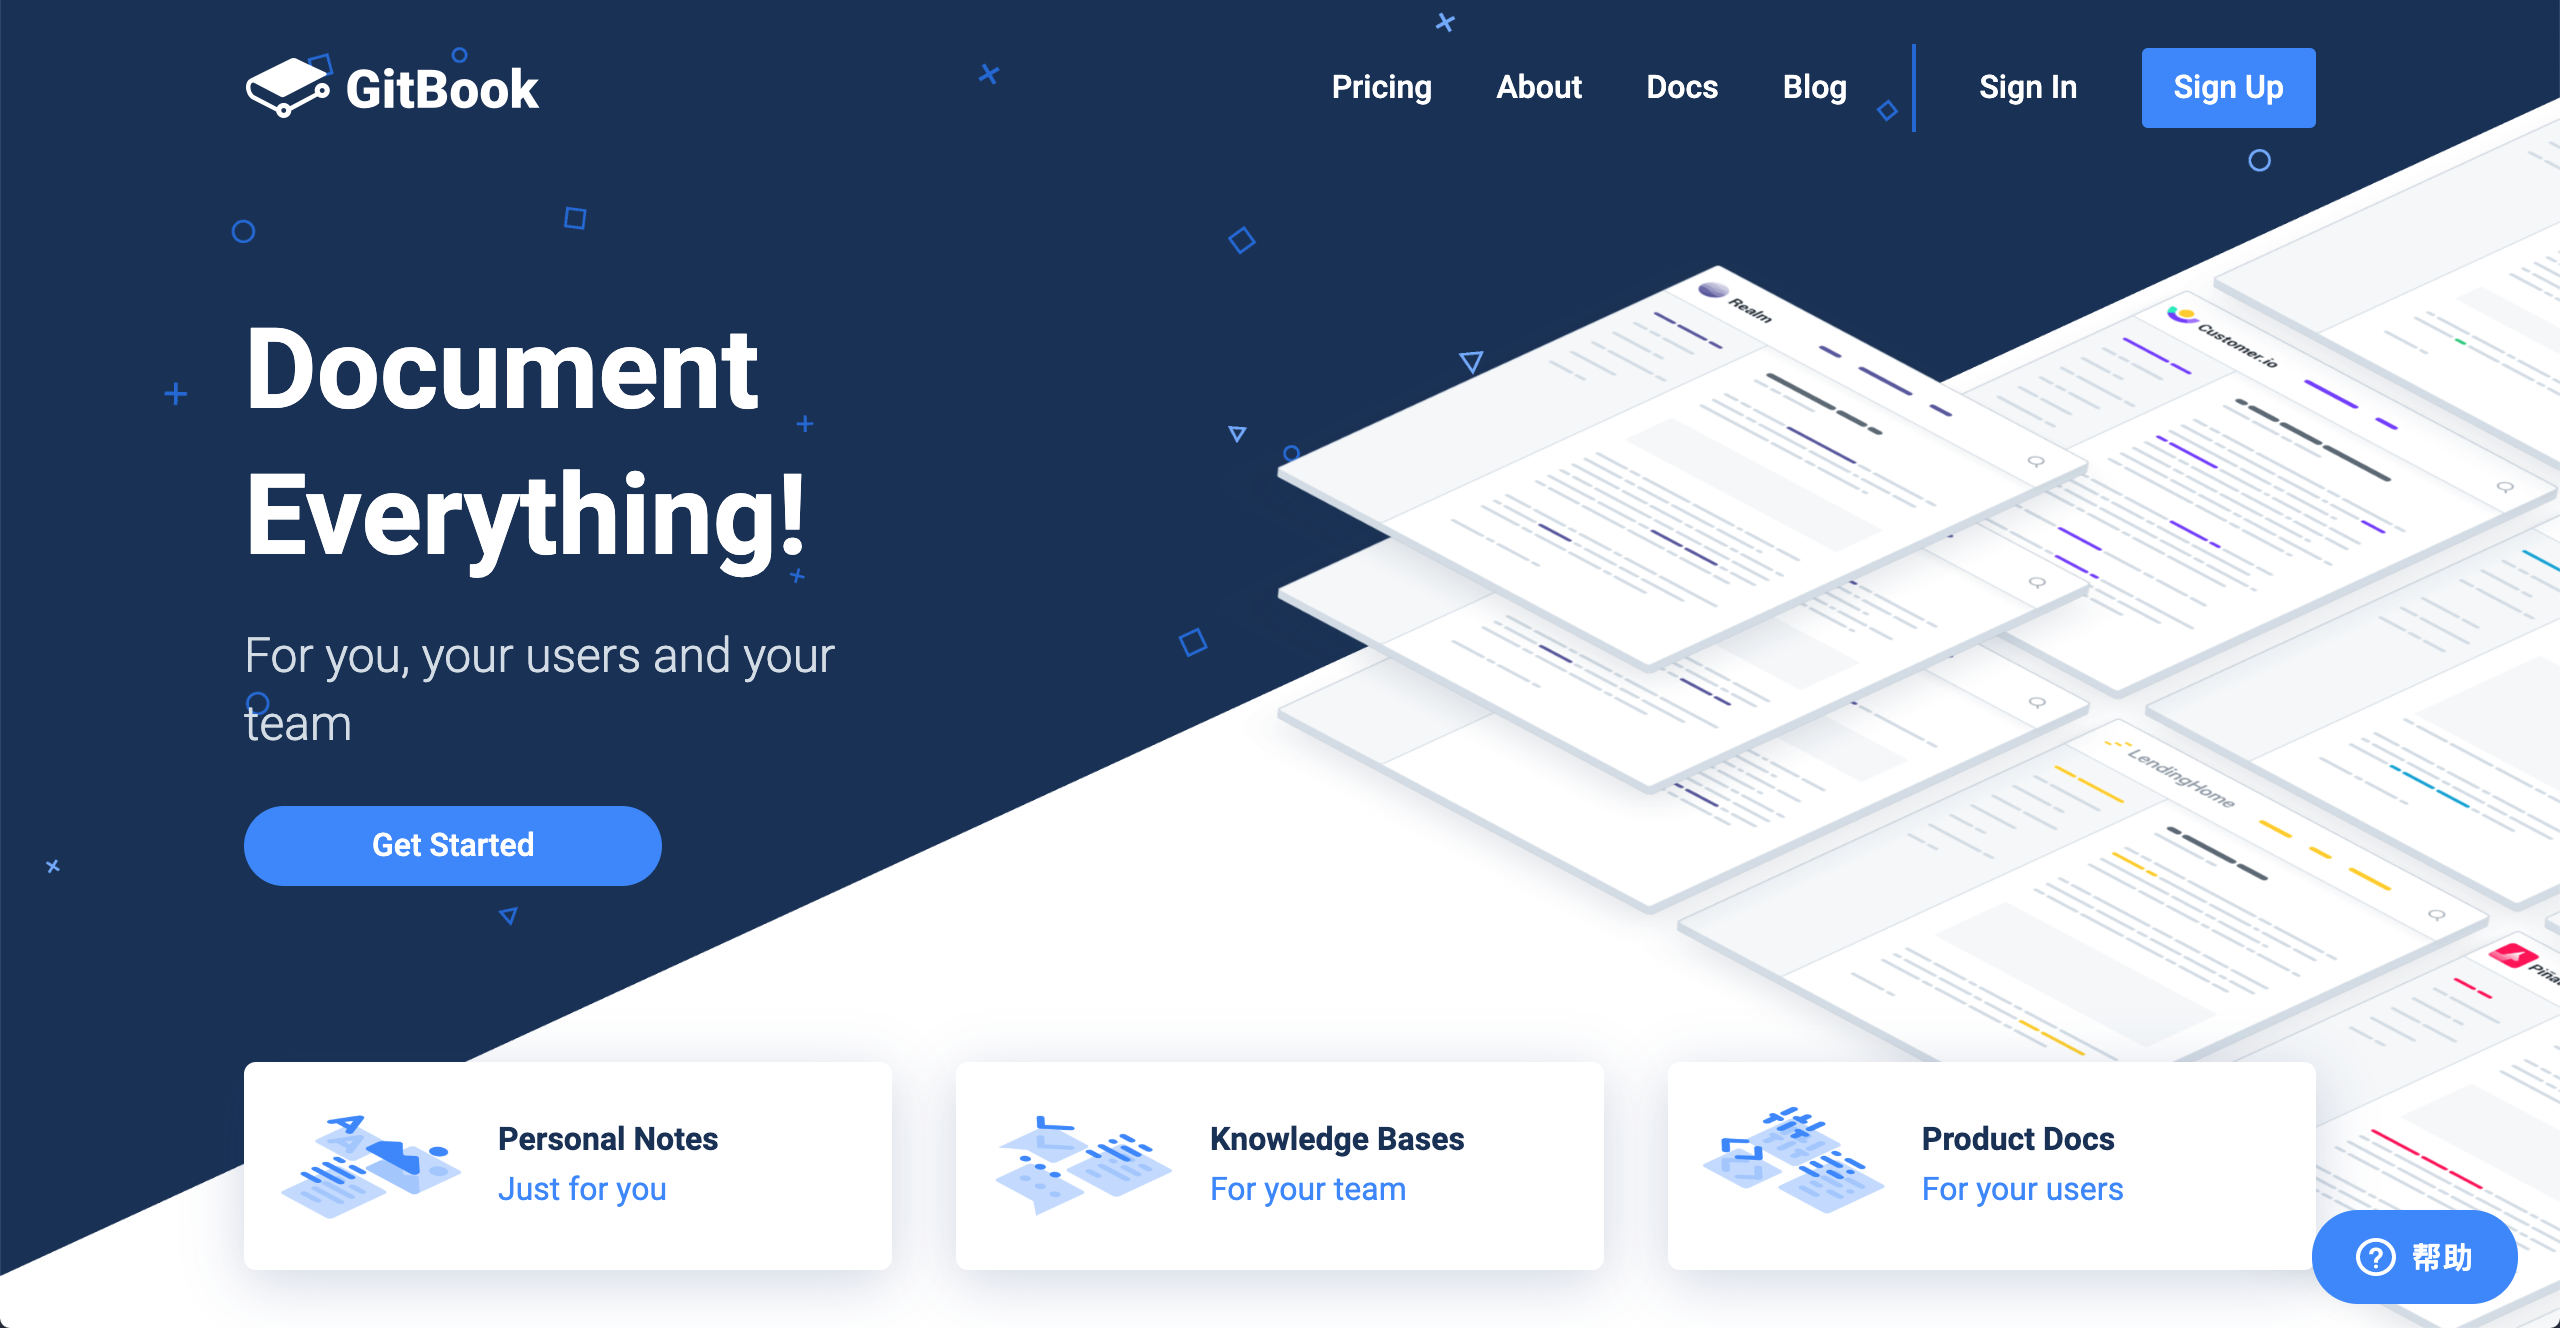 GitBook
Pricing
About
Docs
Blog
Sign In
Sign Up
Document
Everything!
For you, your users and your
team
Get Started
Realm
Customer.io
LendingHome
Personal Notes
Just for you
Knowledge Bases
For your team
Product Docs
For your users
帮助